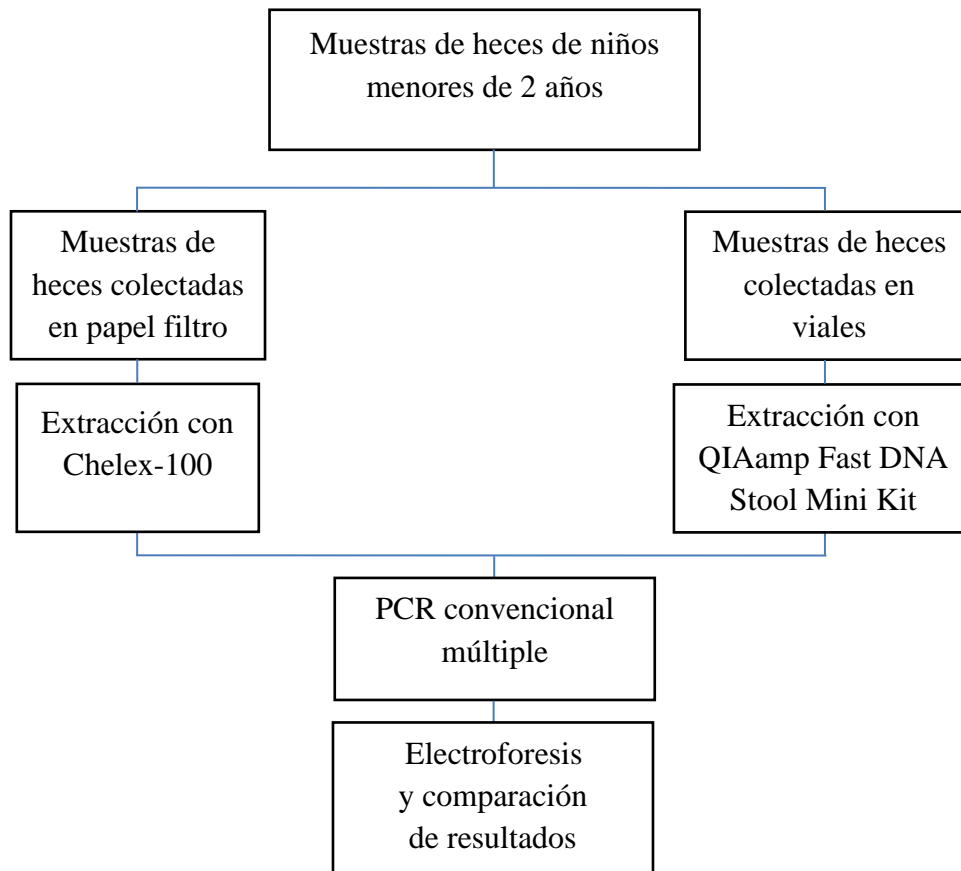 Muestras de heces de niños
menores de 2 años
Muestras de
heces colectadas
en papel filtro
Muestras de heces
colectadas en
viales
Extracción con
Chelex-100
Extracción con
QIAamp Fast DNA
Stool Mini Kit
PCR convencional
múltiple
Electroforesis
y comparación
de resultados